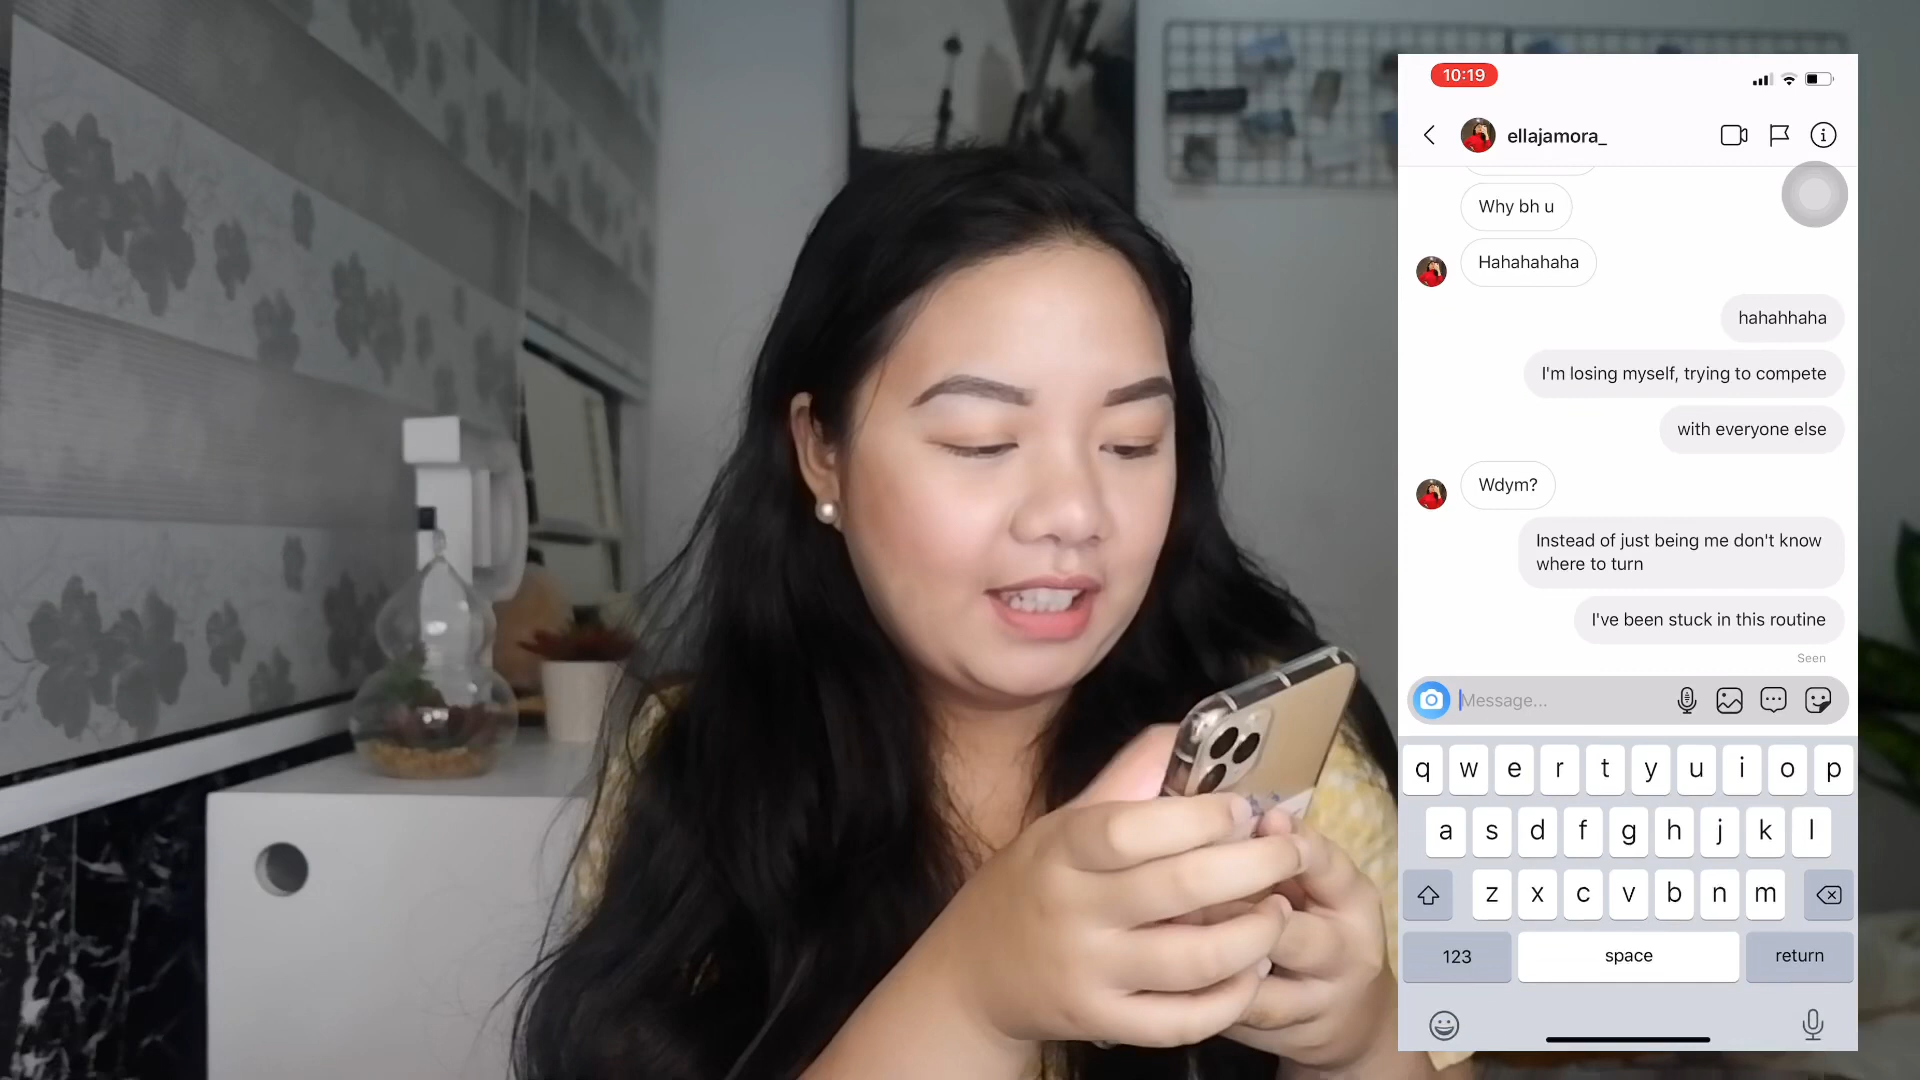 10:19
ellajamora_
Why bh u
Hahahahaha
hahahhaha
I'm losing myself, trying to compete
with everyone else
Wdym?
Instead of just being me don't know
where to turn
I've been stuck in this routine
Seen
Message...
q w e r t y u i o p
a s d f g h j k l
z x c v b n m
123 space return